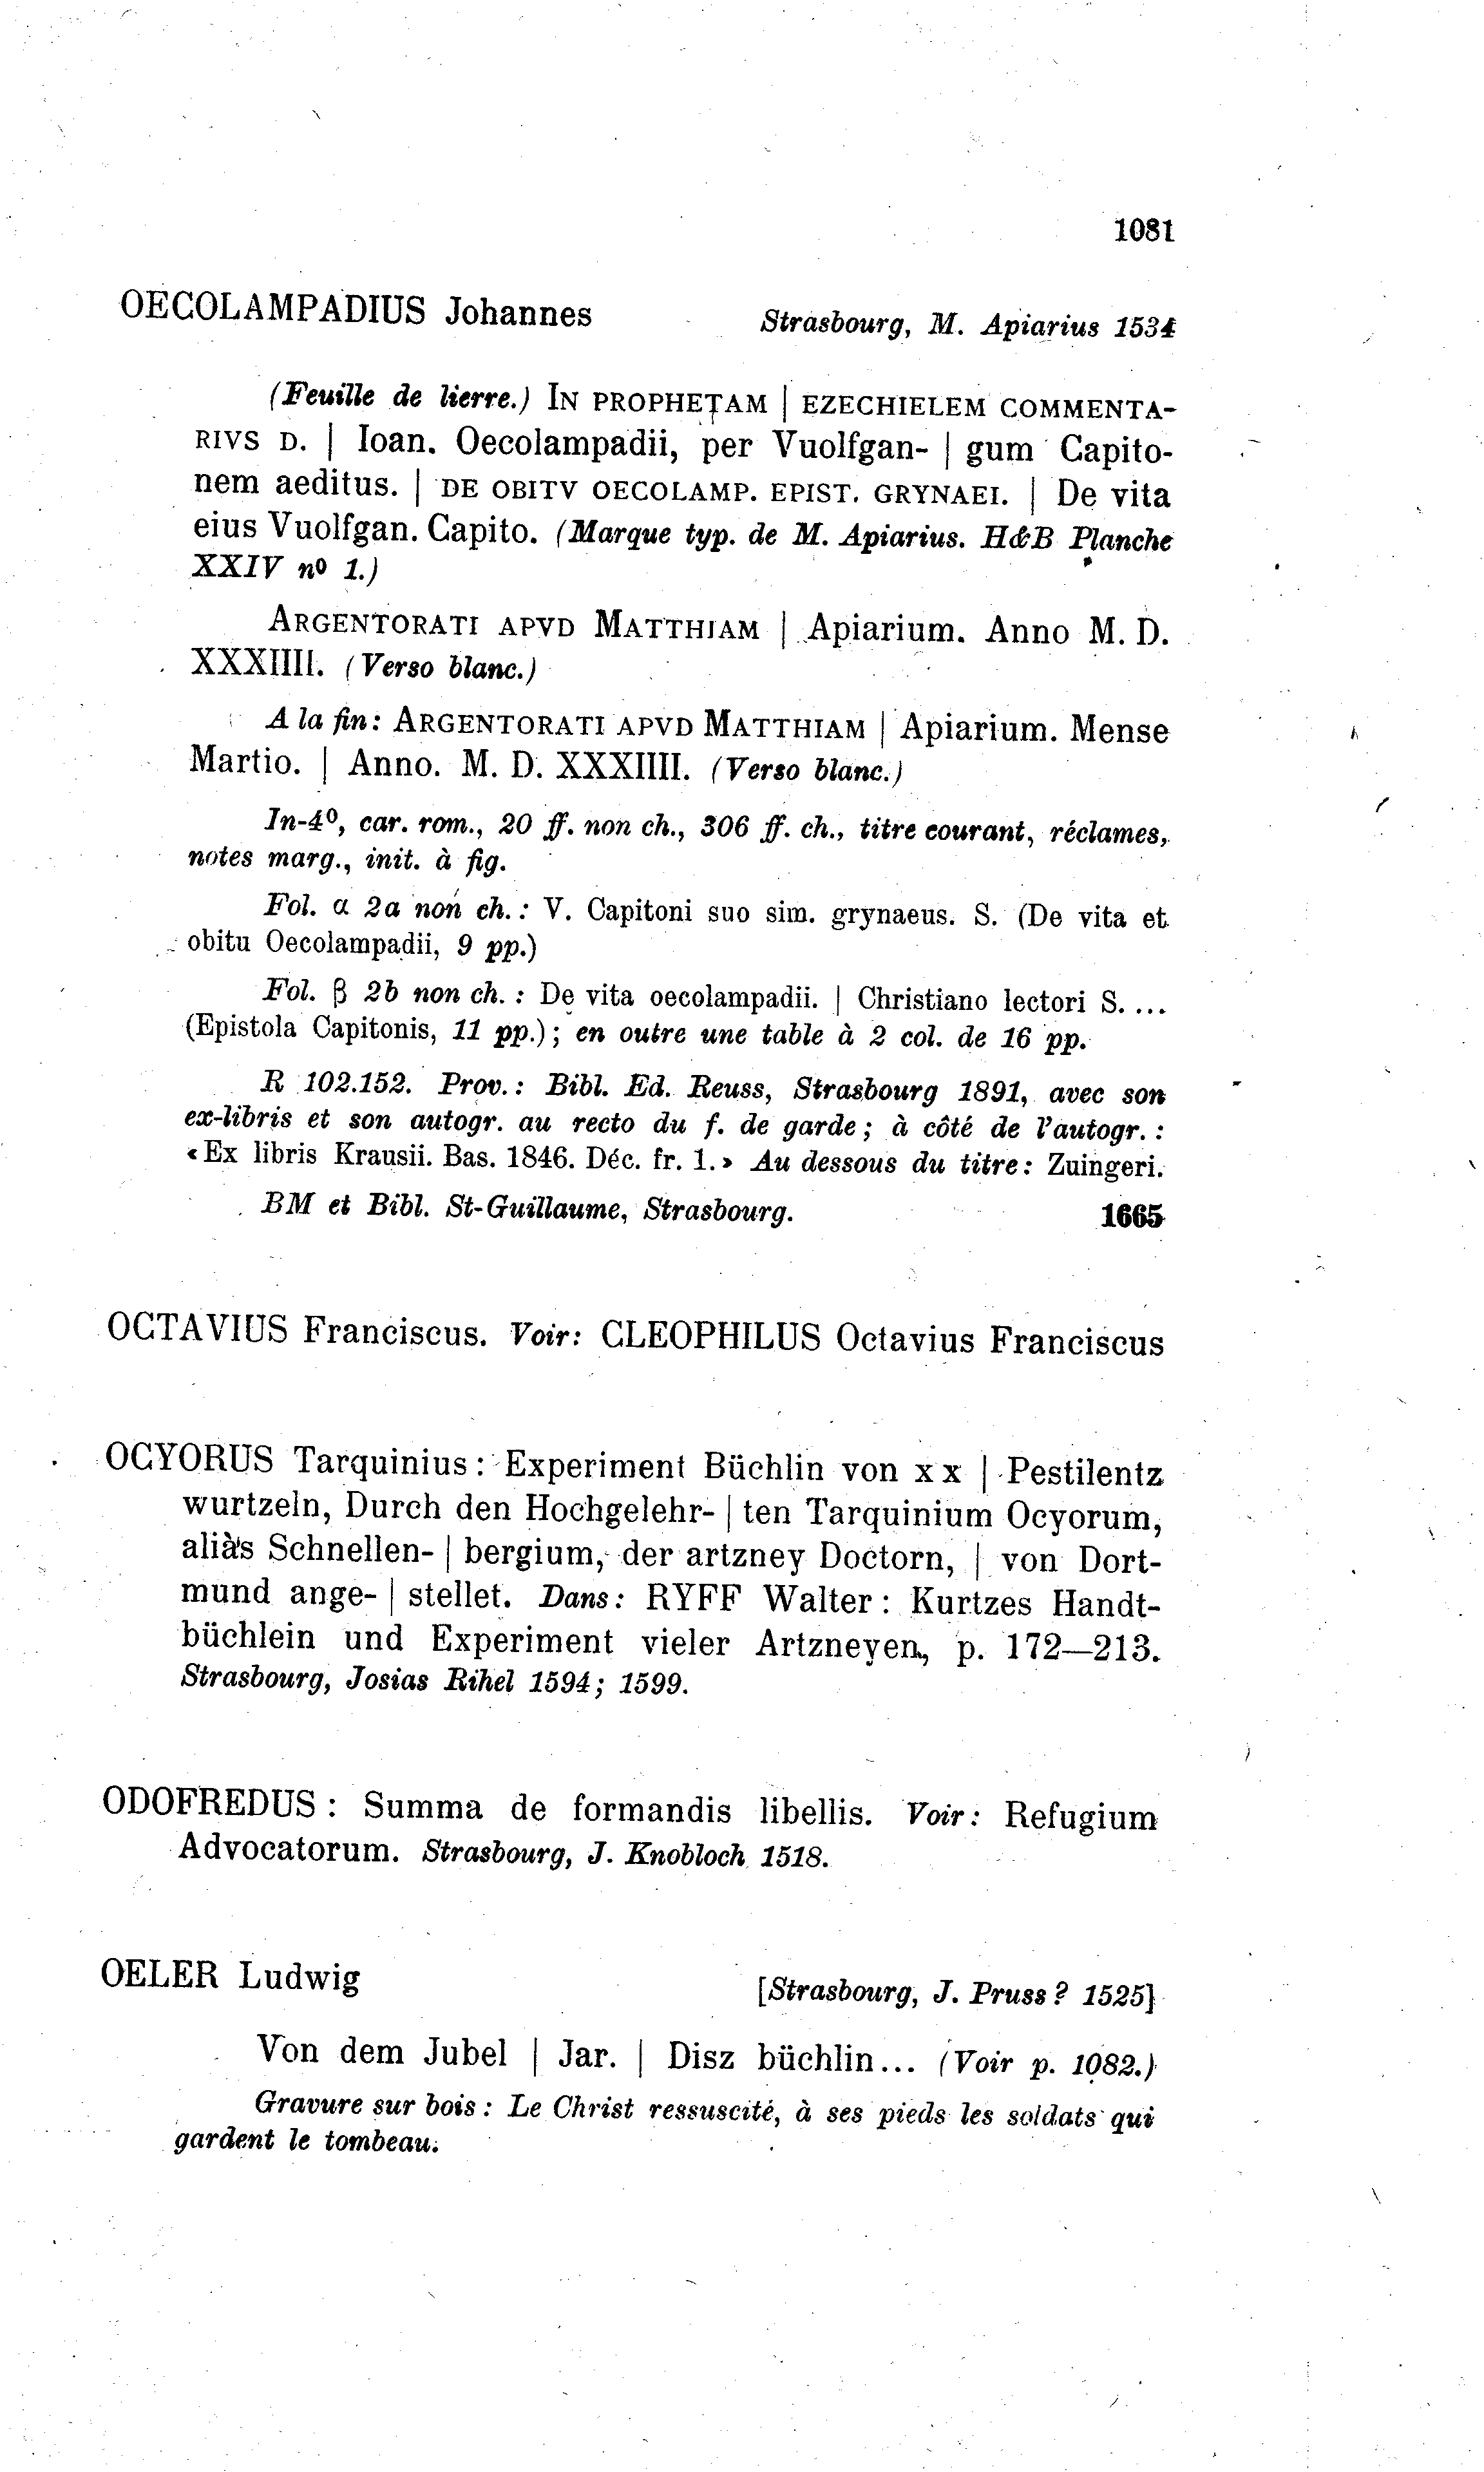 1081
OECOLAMPADIUS Johannes Strasbourg, M. Apiarius 1534
(Feuille de lierre.) IN PROPHETAM | EZECHIELEM COMMENTA-
RIVS D. | Ioan. Oecolampadii, per Vuolfgan- | gum Capito-
nem aeditus. | DE OBITV OECOLAMP. EPIST. GRYNAEI. | De vita
eius Vuolfgan. Capito. (Marque typ. de M. Apiarius. H&B Planche
XXIV nº 1.)
ARGENTORATI APVD MATTHIAM | Apiarium. Anno M. D.
XXXIIII. (Verso blanc.)
A la fin: ARGENTORATI APVD MATTHIAM | Apiarium. Mense
Martio. | Anno. M. D. XXXIIII. (Verso blanc.)
In-4º, car. rom., 20 ff. non ch., 306 ff. ch., titre courant, réclames,
notes marg., init. à fig.
Fol. α 2a non ch.: V. Capitoni suo sim. grynaeus. S. (De vita et
obitu Oecolampadii, 9 pp.)
Fol. β 2b non ch.: De vita oecolampadii. | Christiano lectori S. ...
(Epistola Capitonis, 11 pp.); en outre une table à 2 col. de 16 pp.
R 102.152. Prov.: Bibl. Ed. Reuss, Strasbourg 1891, avec son
ex-libris et son autogr. au recto du f. de garde; à côté de l'autogr.:
«Ex libris Krausii. Bas. 1846. Déc. fr. 1.» Au dessous du titre: Zuingeri.
BM et Bibl. St-Guillaume, Strasbourg. 1665
OCTAVIUS Franciscus. Voir: CLEOPHILUS Octavius Franciscus
OCYORUS Tarquinius: Experiment Büchlin von xx | Pestilentz
wurtzeln, Durch den Hochgelehr- | ten Tarquinium Ocyorum,
aliàs Schnellen- | bergium, der artzney Doctorn, | von Dort-
mund ange- | stellet. Dans: RYFF Walter: Kurtzes Handt-
büchlein und Experiment vieler Artzneyen, p. 172—213.
Strasbourg, Josias Rihel 1594; 1599.
ODOFREDUS: Summa de formandis libellis. Voir: Refugium
Advocatorum. Strasbourg, J. Knobloch 1518.
OELER Ludwig [Strasbourg, J. Pruss? 1525]
Von dem Jubel | Jar. | Disz büchlin... (Voir p. 1082.)
Gravure sur bois: Le Christ ressuscité, à ses pieds les soldats qui
gardent le tombeau.